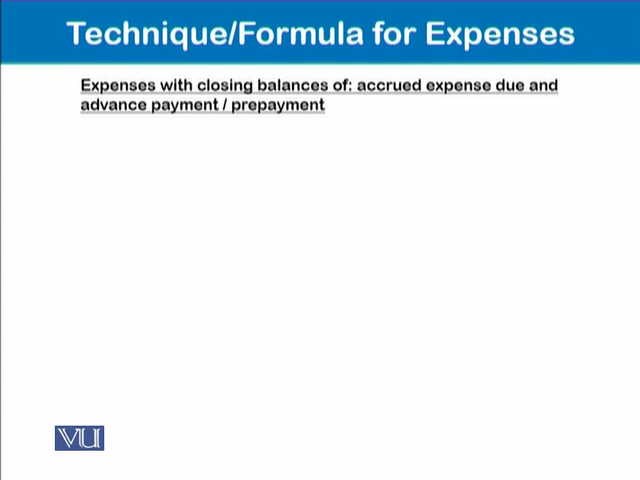 Technique/Formula for Expenses
Expenses with closing balances of: accrued expense due and
advance payment / prepayment
VU